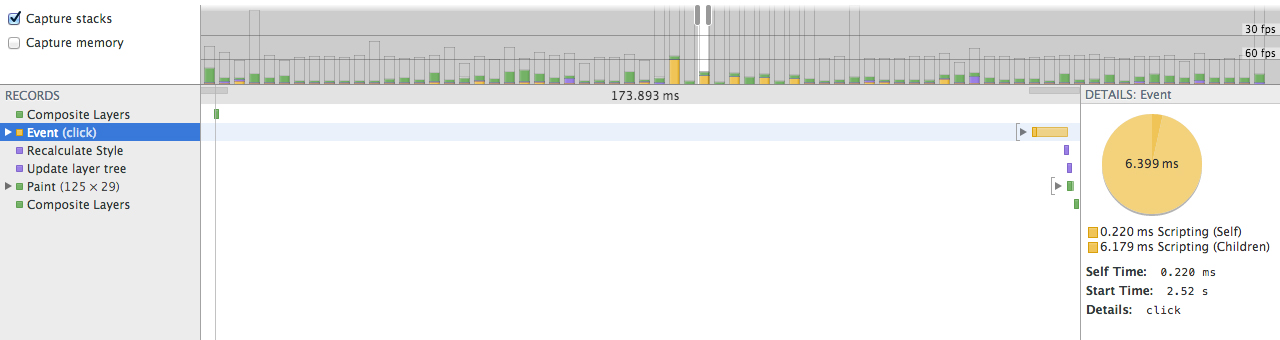 Capture stacks
Capture memory
30 fps
60 fps
RECORDS
173.893 ms
DETAILS: Event
Composite Layers
Event (click)
Recalculate Style
Update layer tree
Paint (125 × 29)
Composite Layers
6.399 ms
0.220 ms Scripting (Self)
6.179 ms Scripting (Children)
Self Time: 0.220 ms
Start Time: 2.52 s
Details: click